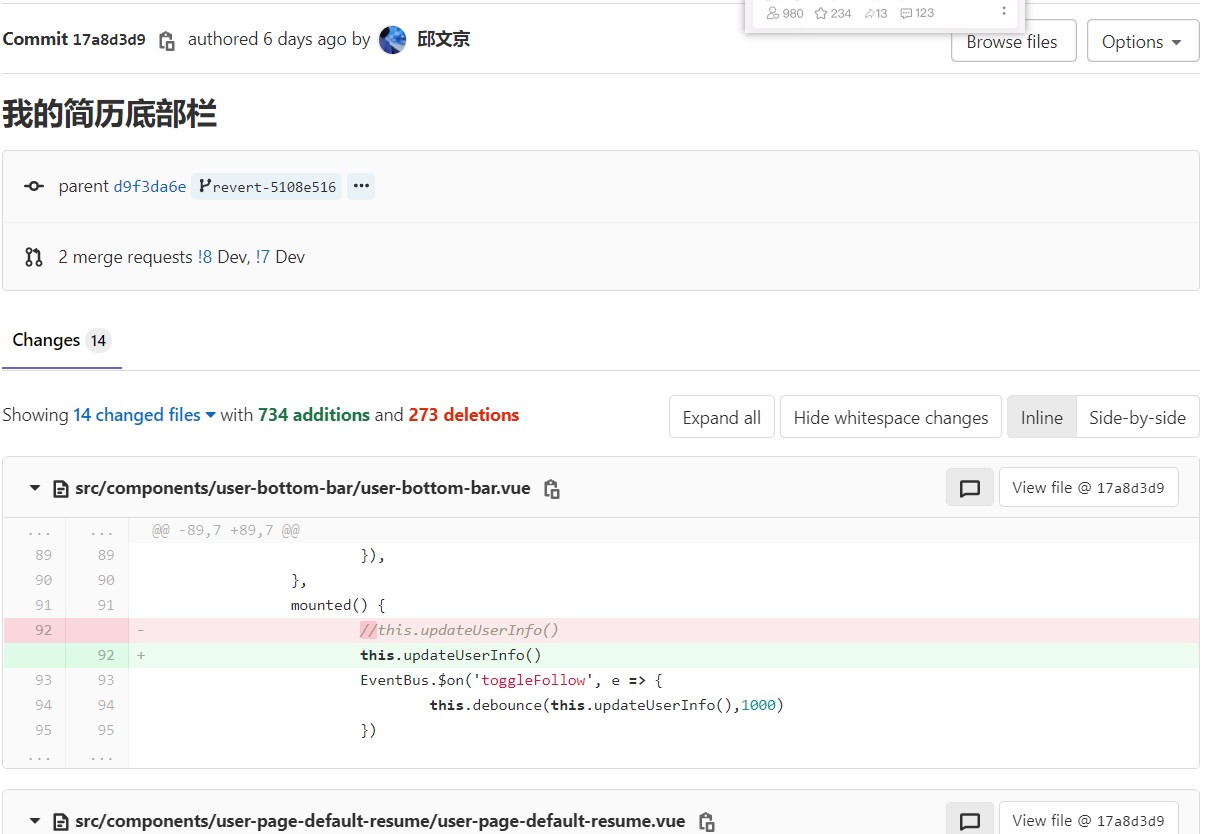 980 234 13 123
Commit 17a8d3d9 authored 6 days ago by 邱文京
Browse files Options
我的简历底部栏
parent d9f3da6e revert-5108e516 ...
2 merge requests !8 Dev, !7 Dev
Changes 14
Showing 14 changed files with 734 additions and 273 deletions
Expand all Hide whitespace changes Inline Side-by-side
src/components/user-bottom-bar/user-bottom-bar.vue View file @ 17a8d3d9
... ... @@ -89,7 +89,7 @@
89 89 }),
90 90 },
91 91 mounted() {
92 - //this.updateUserInfo()
92 + this.updateUserInfo()
93 93 EventBus.$on('toggleFollow', e => {
94 94 this.debounce(this.updateUserInfo(),1000)
95 95 })
... ...
src/components/user-page-default-resume/user-page-default-resume.vue View file @ 17a8d3d9